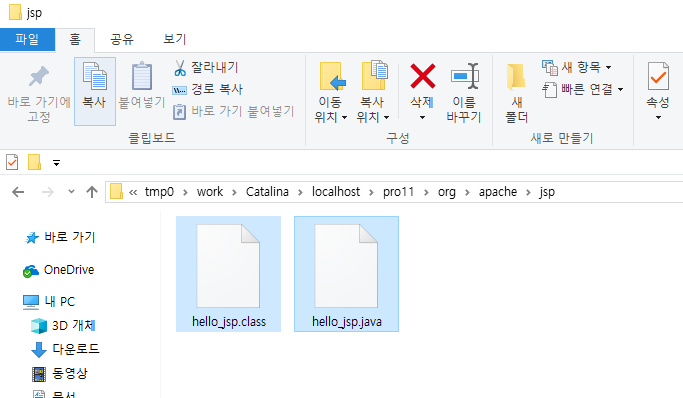 jsp
파일 홈 공유 보기
바로 가기에 고정
복사
붙여넣기
잘라내기
경로 복사
바로 가기 붙여넣기
클립보드
이동 위치
복사 위치
삭제
이름 바꾸기
구성
새 폴더
새 항목
빠른 연결
새로 만들기
속성
« tmp0 > work > Catalina > localhost > pro11 > org > apache > jsp
바로 가기
OneDrive
내 PC
3D 개체
다운로드
동영상
문서
hello_jsp.class
hello_jsp.java